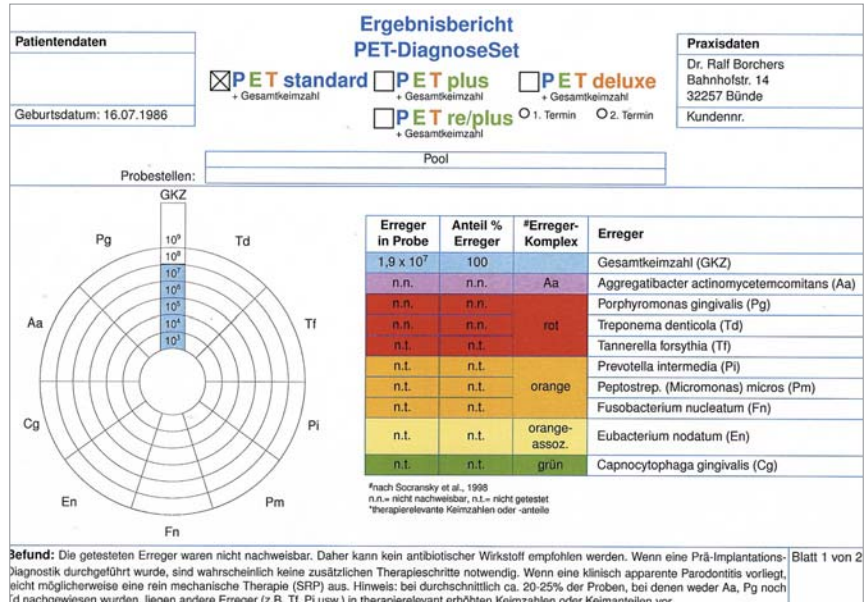 Ergebnisbericht
PET-DiagnoseSet
Patientendaten
Geburtsdatum: 16.07.1986
PET standard
+ Gesamtkeimzahl
PET plus
+ Gesamtkeimzahl
PET deluxe
+ Gesamtkeimzahl
PET re/plus
+ Gesamtkeimzahl
1. Termin 2. Termin
Praxisdaten
Dr. Ralf Borchers
Bahnhofstr. 14
32257 Bünde
Kundennr.
Pool
Probestellen:
GKZ
Pg
Td
Aa
Tf
Cg
Pi
En
Pm
Fn
10⁹
10⁸
10⁷
10⁶
10⁵
10⁴
10³
Erreger in Probe Anteil % Erreger #Erreger-Komplex Erreger
1,9 x 10⁷ 100 Gesamtkeimzahl (GKZ)
n.n. n.n. Aa Aggregatibacter actinomycetemcomitans (Aa)
n.n. n.n. rot Porphyromonas gingivalis (Pg)
n.n. n.n. Treponema denticola (Td)
n.t. n.t. Tannerella forsythia (Tf)
n.t. n.t. orange Prevotella intermedia (Pi)
n.t. n.t. Peptostrep. (Micromonas) micros (Pm)
n.t. n.t. Fusobacterium nucleatum (Fn)
n.t. n.t. orange-assoz. Eubacterium nodatum (En)
n.t. n.t. grün Capnocytophaga gingivalis (Cg)
#nach Socransky et al., 1998
n.n.= nicht nachweisbar, n.t.= nicht getestet
*therapierelevante Keimzahlen oder -anteile
Befund: Die getesteten Erreger waren nicht nachweisbar. Daher kann kein antibiotischer Wirkstoff empfohlen werden. Wenn eine Prä-Implantations-
Diagnostik durchgeführt wurde, sind wahrscheinlich keine zusätzlichen Therapieschritte notwendig. Wenn eine klinisch apparente Parodontitis vorliegt,
reicht möglicherweise eine rein mechanische Therapie (SRP) aus. Hinweis: bei durchschnittlich ca. 20-25% der Proben, bei denen weder Aa, Pg noch
Td nachgewiesen wurden, liegen andere Erreger (z.B. Tf, Pi usw.) in therapierelevant erhöhten Keimzahlen oder Keimanteilen vor.
Blatt 1 von 2